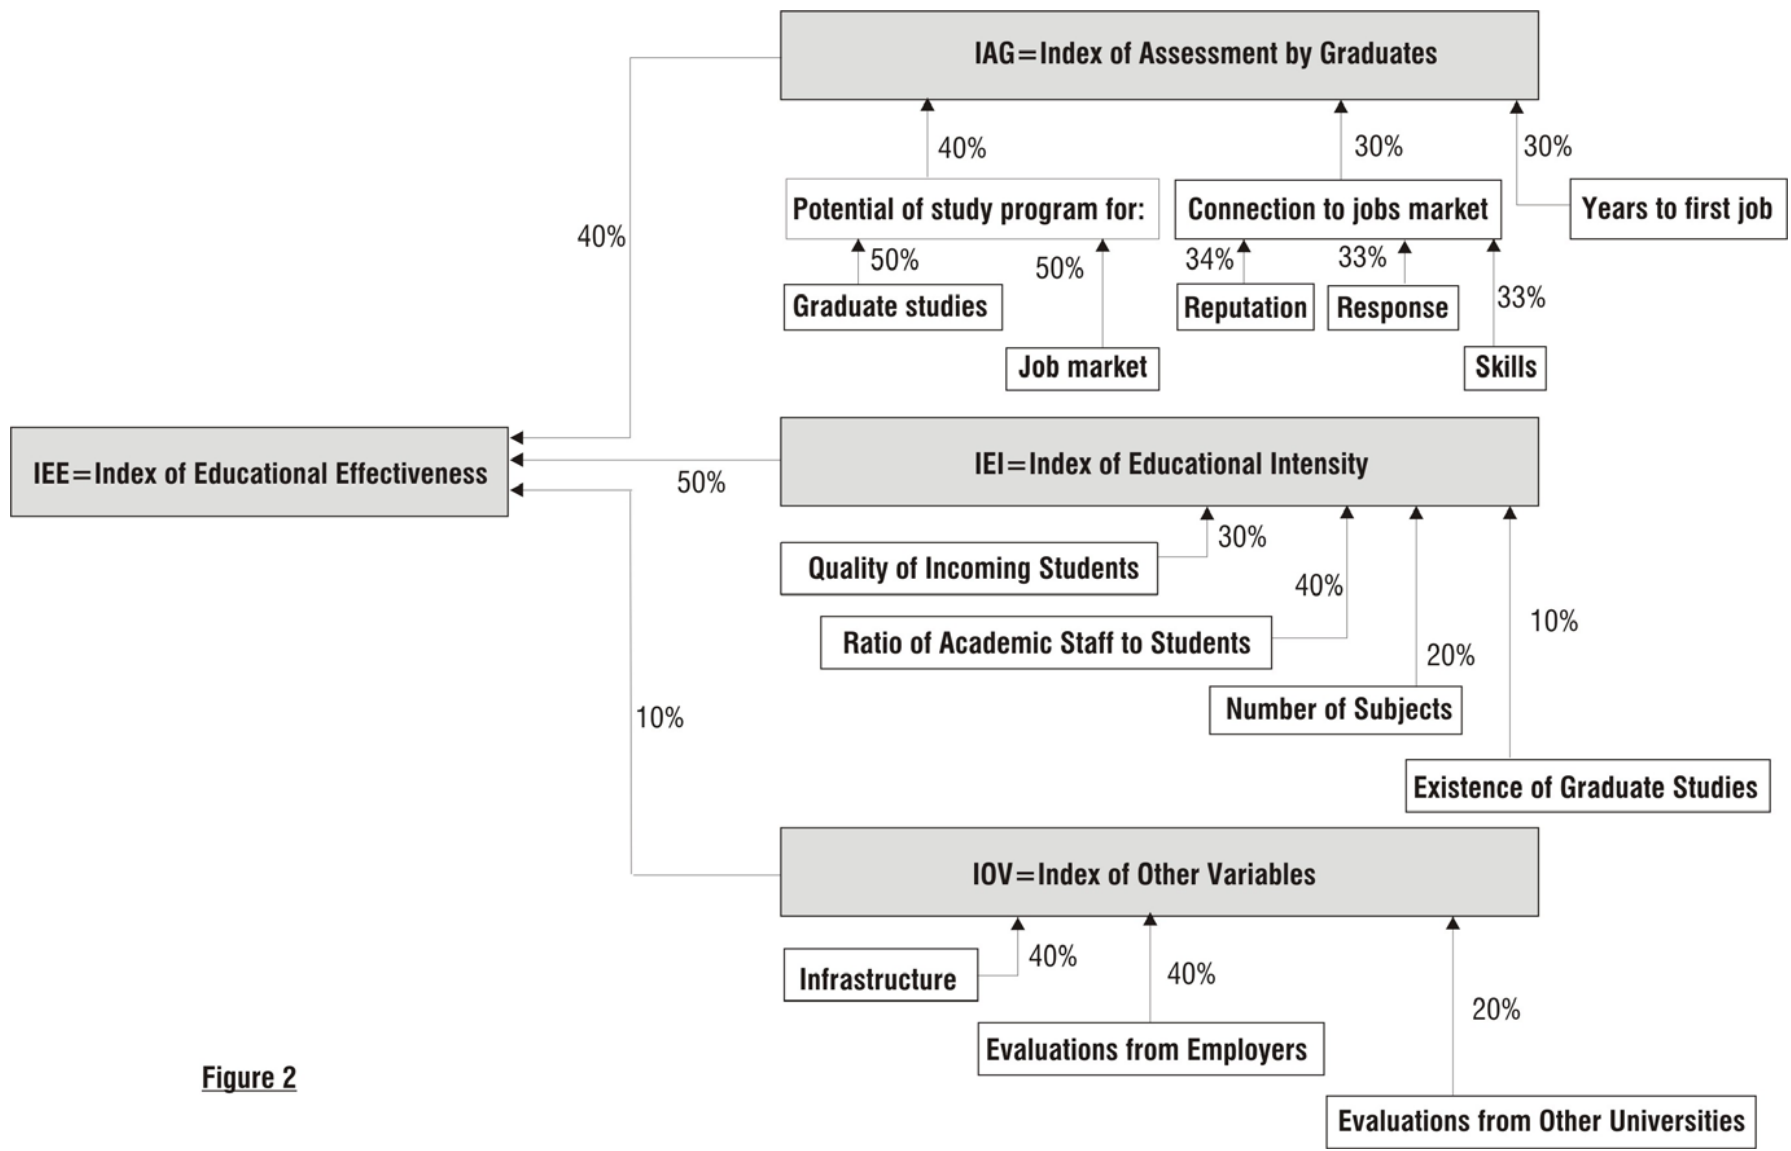 IAG=Index of Assessment by Graduates
40%
30%
30%
Potential of study program for:
Connection to jobs market
Years to first job
40%
50%
50%
34%
33%
33%
Graduate studies
Reputation
Response
Job market
Skills
IEE=Index of Educational Effectiveness
50%
IEI=Index of Educational Intensity
30%
Quality of Incoming Students
40%
Ratio of Academic Staff to Students
20%
10%
Number of Subjects
10%
Existence of Graduate Studies
IOV=Index of Other Variables
40%
Infrastructure
40%
20%
Evaluations from Employers
Evaluations from Other Universities
Figure 2